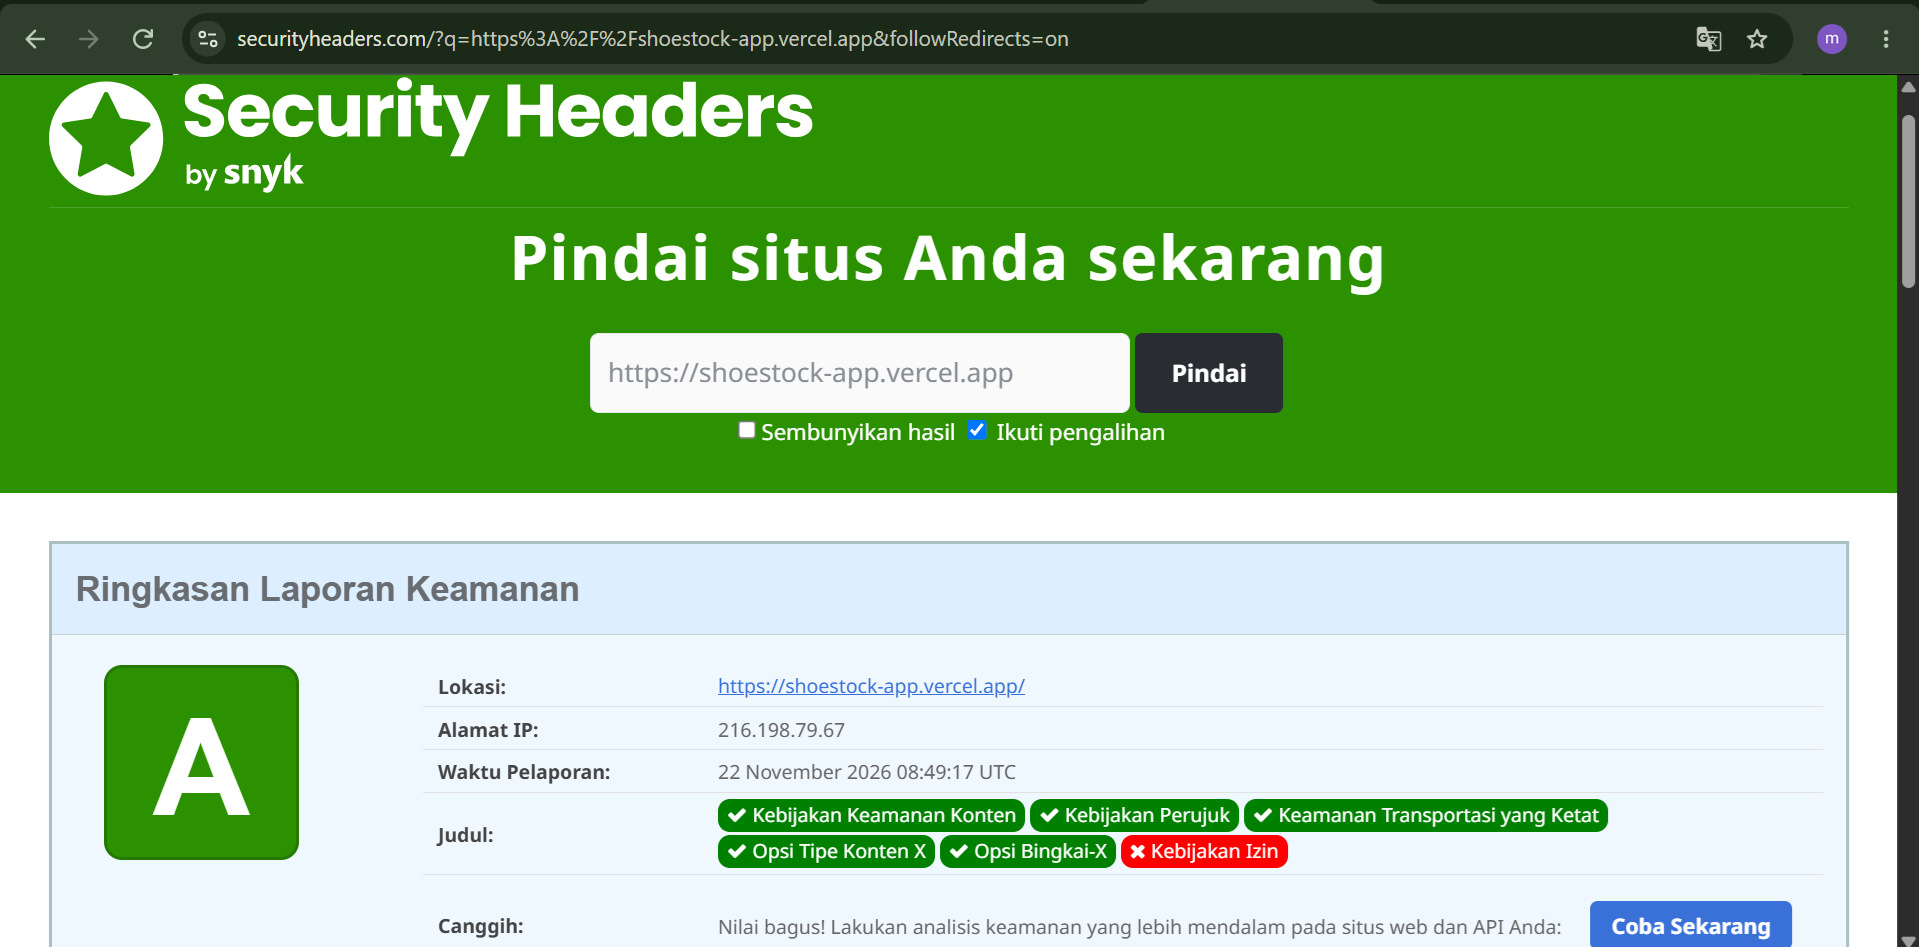 securityheaders.com/?q=https%3A%2F%2Fshoestock-app.vercel.app&followRedirects=on
m
Security Headers
by snyk
Pindai situs Anda sekarang
https://shoestock-app.vercel.app
Pindai
Sembunyikan hasil Ikuti pengalihan
Ringkasan Laporan Keamanan
A
Lokasi: https://shoestock-app.vercel.app/
Alamat IP: 216.198.79.67
Waktu Pelaporan: 22 November 2026 08:49:17 UTC
Judul: Kebijakan Keamanan Konten Kebijakan Perujuk Keamanan Transportasi yang Ketat
Opsi Tipe Konten X Opsi Bingkai-X Kebijakan Izin
Canggih: Nilai bagus! Lakukan analisis keamanan yang lebih mendalam pada situs web dan API Anda: Coba Sekarang